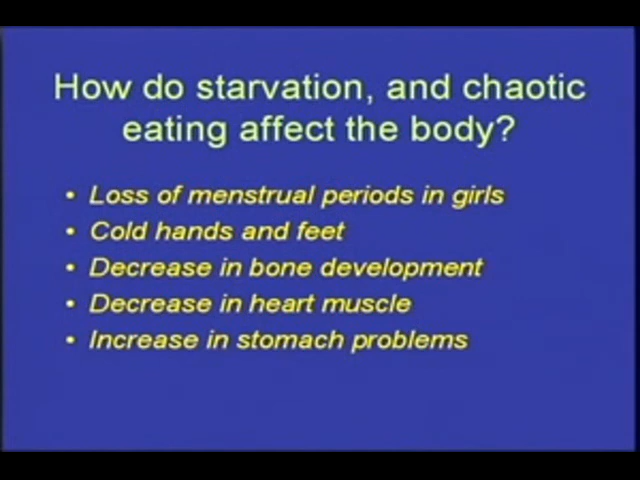 How do starvation, and chaotic
eating affect the body?
• Loss of menstrual periods in girls
• Cold hands and feet
• Decrease in bone development
• Decrease in heart muscle
• Increase in stomach problems